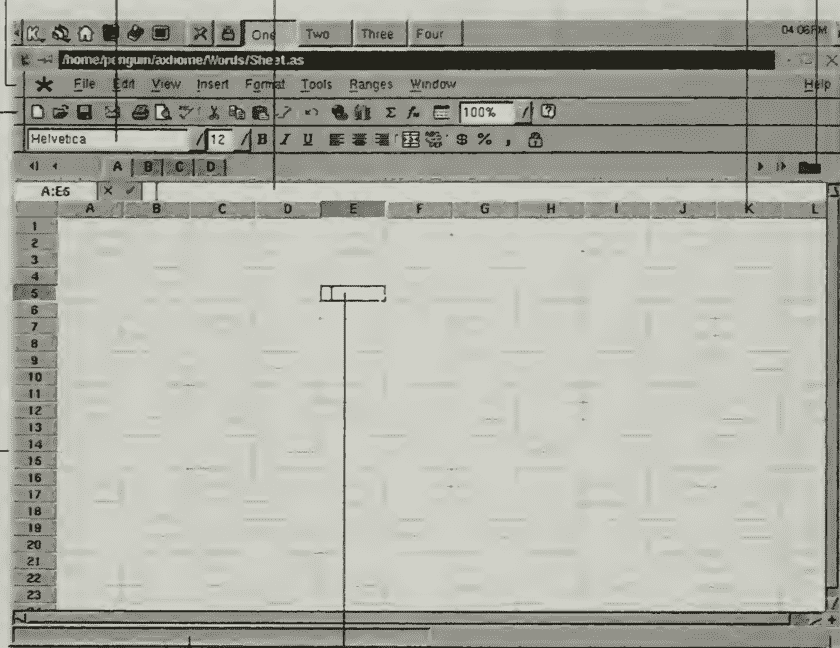 One Two Three Four 04:06PM
/home/penguin/axhome/Words/Sheet.as
File Edit View Insert Format Tools Ranges Window Help
Σ 100%
Helvetica 12 B I U $ % ,
A B C D
A:E5
A B C D E F G H I J K L
1
2
3
4
5
6
7
8
9
10
11
12
13
14
15
16
17
18
19
20
21
22
23